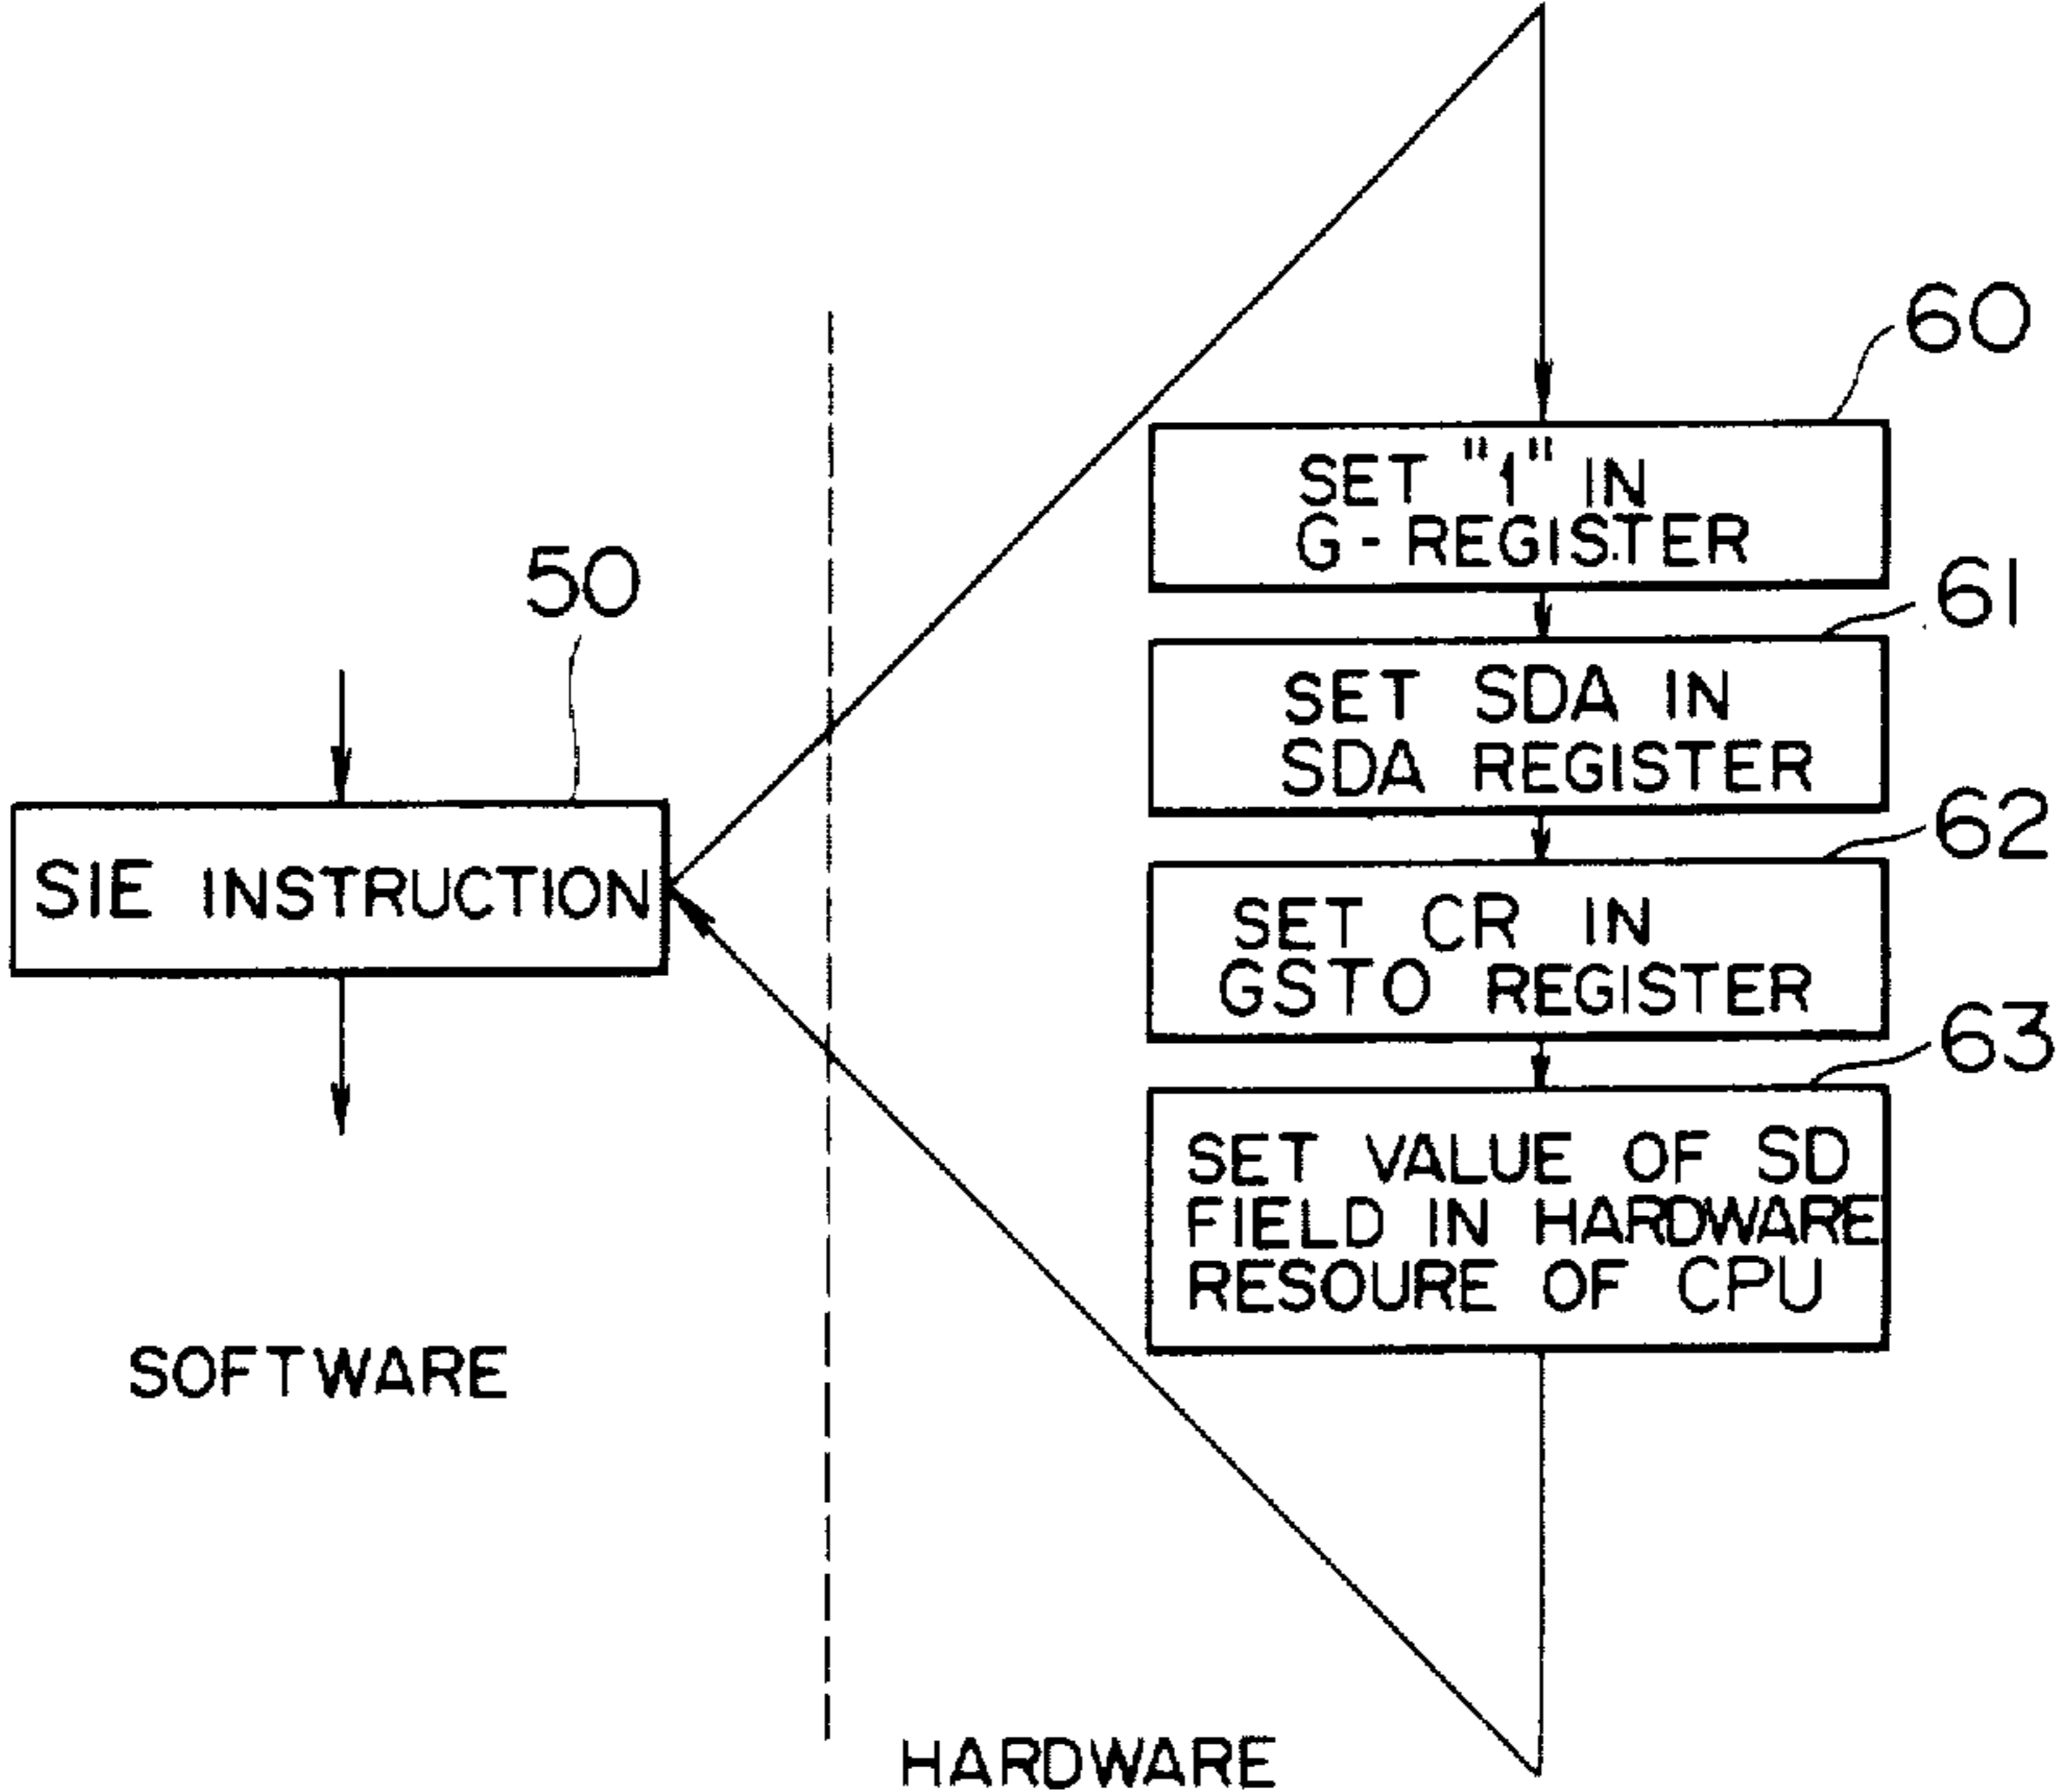 60
SET "1" IN
G-REGISTER
61
SET SDA IN
SDA REGISTER
62
SET CR IN
GSTO REGISTER
63
SET VALUE OF SD
FIELD IN HARDWARE
RESOURE OF CPU
50
SIE INSTRUCTION
SOFTWARE
HARDWARE